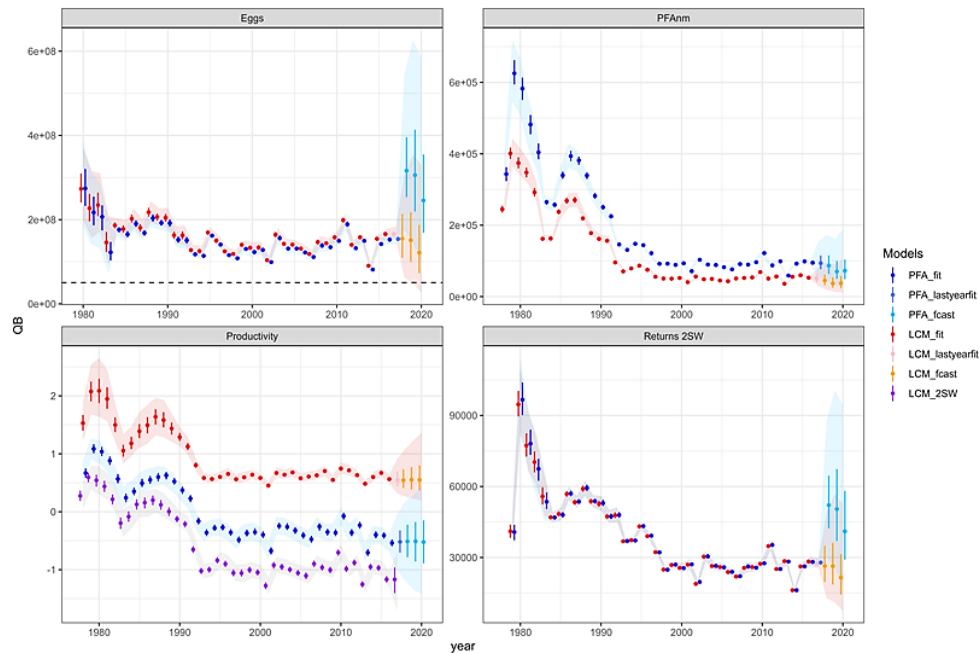 Eggs
PFAnm
6e+08
4e+08
2e+08
0e+00
1980 1990 2000 2010 2020
6e+05
4e+05
2e+05
0e+00
1980 1990 2000 2010 2020
QB
Productivity
Returns 2SW
2
1
0
-1
1980 1990 2000 2010 2020
90000
60000
30000
1980 1990 2000 2010 2020
year
Models
PFA_fit
PFA_lastyearfit
PFA_fcast
LCM_fit
LCM_lastyearfit
LCM_fcast
LCM_2SW